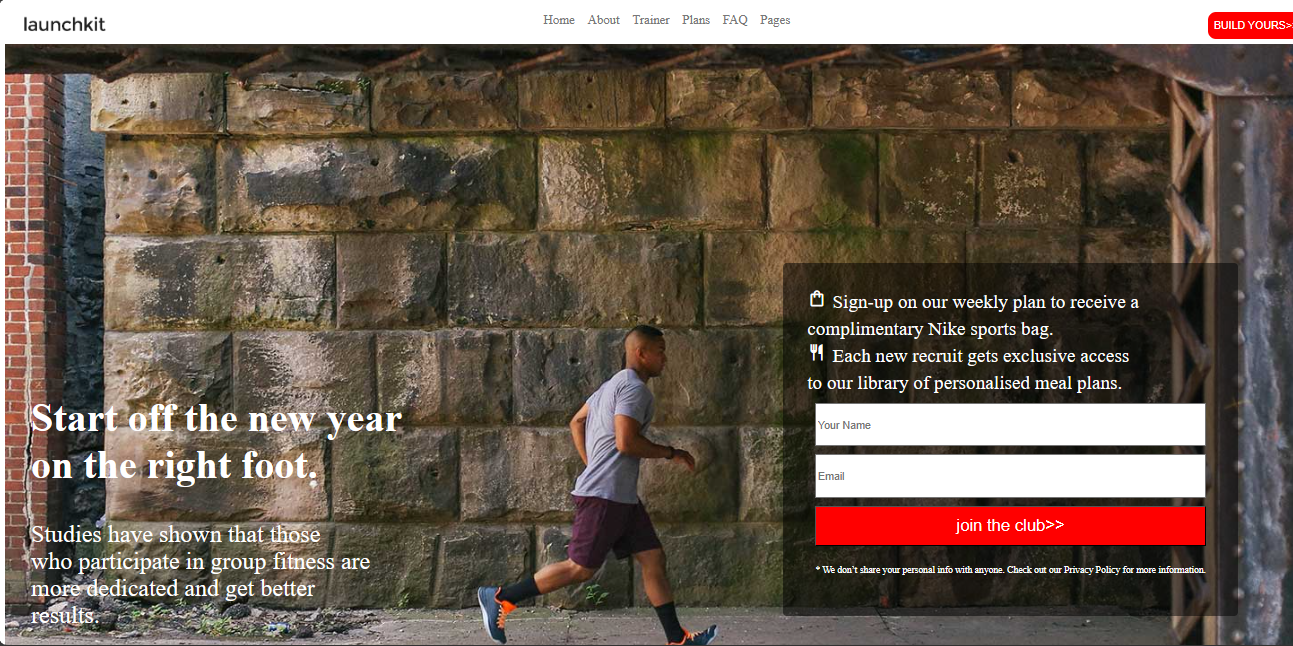 launchkit
Home About Trainer Plans FAQ Pages
BUILD YOURS>>
Sign-up on our weekly plan to receive a
complimentary Nike sports bag.
Each new recruit gets exclusive access
to our library of personalised meal plans.
Start off the new year
on the right foot.
Your Name
Email
join the club>>
Studies have shown that those
who participate in group fitness are
more dedicated and get better
results.
* We don't share your personal info with anyone. Check out our Privacy Policy for more information.